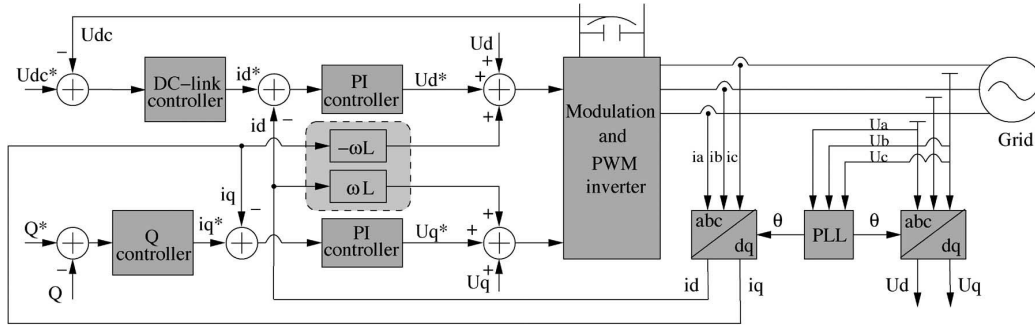 Udc
Ud
Udc*
DC-link
controller
id*
PI
controller
Ud*
id
-ωL
ωL
iq
Q*
Q
controller
iq*
PI
controller
Uq*
Q
Uq
Modulation
and
PWM
inverter
Grid
ia ib ic
Ua
Ub
Uc
abc
dq
θ
PLL
θ
abc
dq
id
iq
Ud
Uq